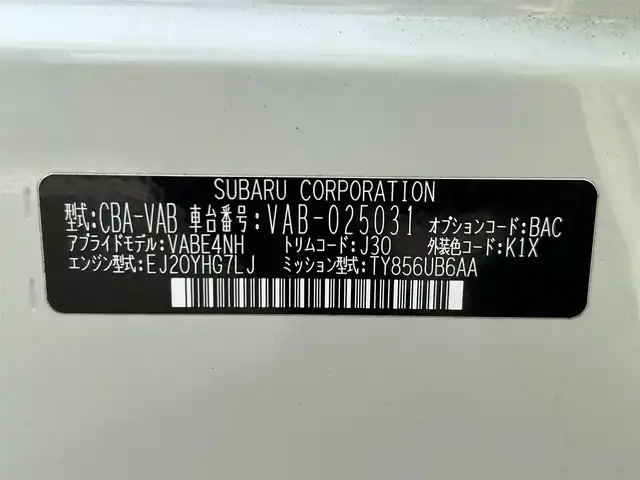 SUBARU CORPORATION
型式:CBA-VAB 車台番号:VAB-025031 オプションコード:BAC
アプライドモデル:VABE4NH トリムコード:J30 外装色コード:K1X
エンジン型式:EJ20YHG7LJ ミッション型式:TY856UB6AA